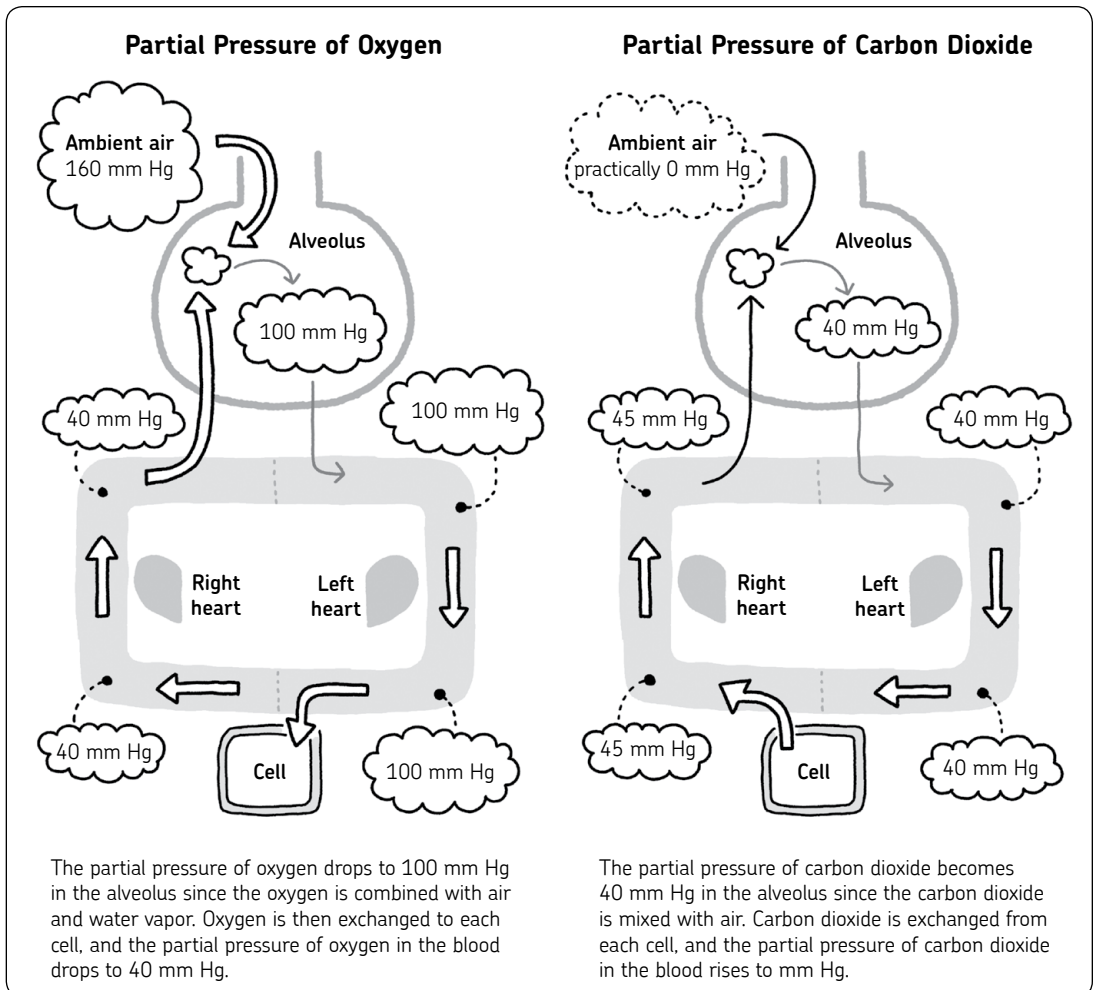 Partial Pressure of Oxygen
Ambient air
160 mm Hg
Alveolus
100 mm Hg
40 mm Hg
100 mm Hg
Right
heart
Left
heart
40 mm Hg
Cell
100 mm Hg
The partial pressure of oxygen drops to 100 mm Hg
in the alveolus since the oxygen is combined with air
and water vapor. Oxygen is then exchanged to each
cell, and the partial pressure of oxygen in the blood
drops to 40 mm Hg.
Partial Pressure of Carbon Dioxide
Ambient air
practically 0 mm Hg
Alveolus
40 mm Hg
45 mm Hg
40 mm Hg
Right
heart
Left
heart
45 mm Hg
Cell
40 mm Hg
The partial pressure of carbon dioxide becomes
40 mm Hg in the alveolus since the carbon dioxide
is mixed with air. Carbon dioxide is exchanged from
each cell, and the partial pressure of carbon dioxide
in the blood rises to mm Hg.